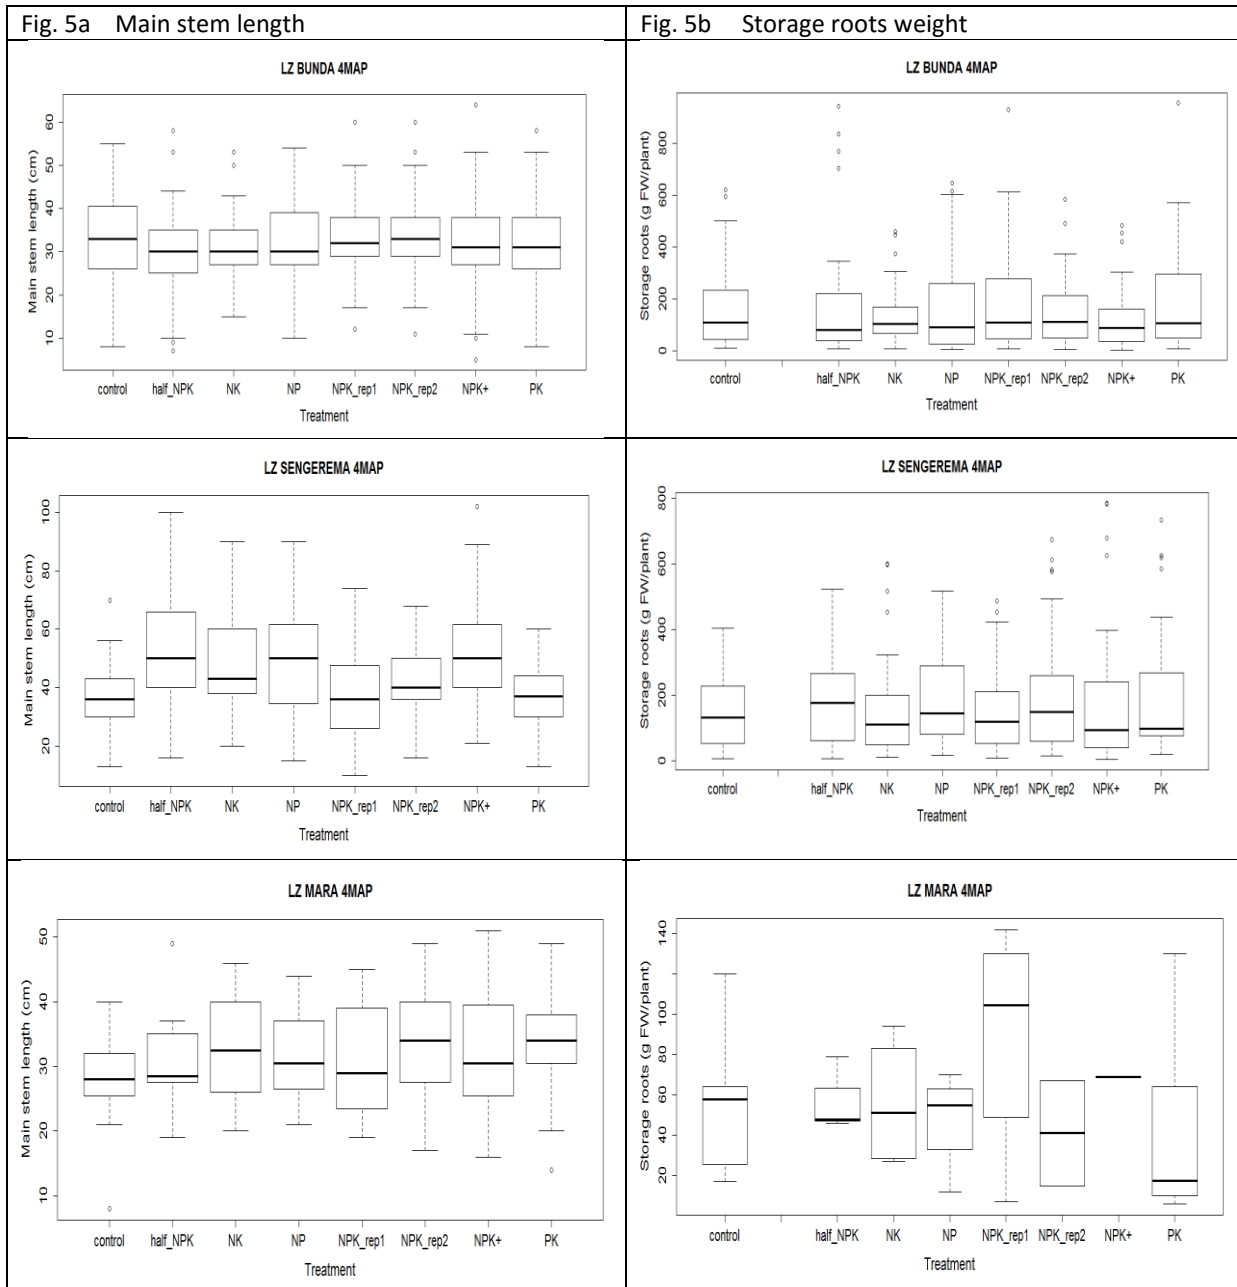 Fig. 5a Main stem length
Fig. 5b Storage roots weight
LZ BUNDA 4MAP
Main stem length (cm)
60
50
40
30
20
10
control half_NPK NK NP NPK_rep1 NPK_rep2 NPK+ PK
Treatment
LZ BUNDA 4MAP
Storage roots (g FW/plant)
800
600
400
200
0
control half_NPK NK NP NPK_rep1 NPK_rep2 NPK+ PK
Treatment
LZ SENGEREMA 4MAP
Main stem length (cm)
100
80
60
40
20
control half_NPK NK NP NPK_rep1 NPK_rep2 NPK+ PK
Treatment
LZ SENGEREMA 4MAP
Storage roots (g FW/plant)
800
600
400
200
0
control half_NPK NK NP NPK_rep1 NPK_rep2 NPK+ PK
Treatment
LZ MARA 4MAP
Main stem length (cm)
50
40
30
20
10
control half_NPK NK NP NPK_rep1 NPK_rep2 NPK+ PK
Treatment
LZ MARA 4MAP
Storage roots (g FW/plant)
140
100
80
60
40
20
control half_NPK NK NP NPK_rep1 NPK_rep2 NPK+ PK
Treatment